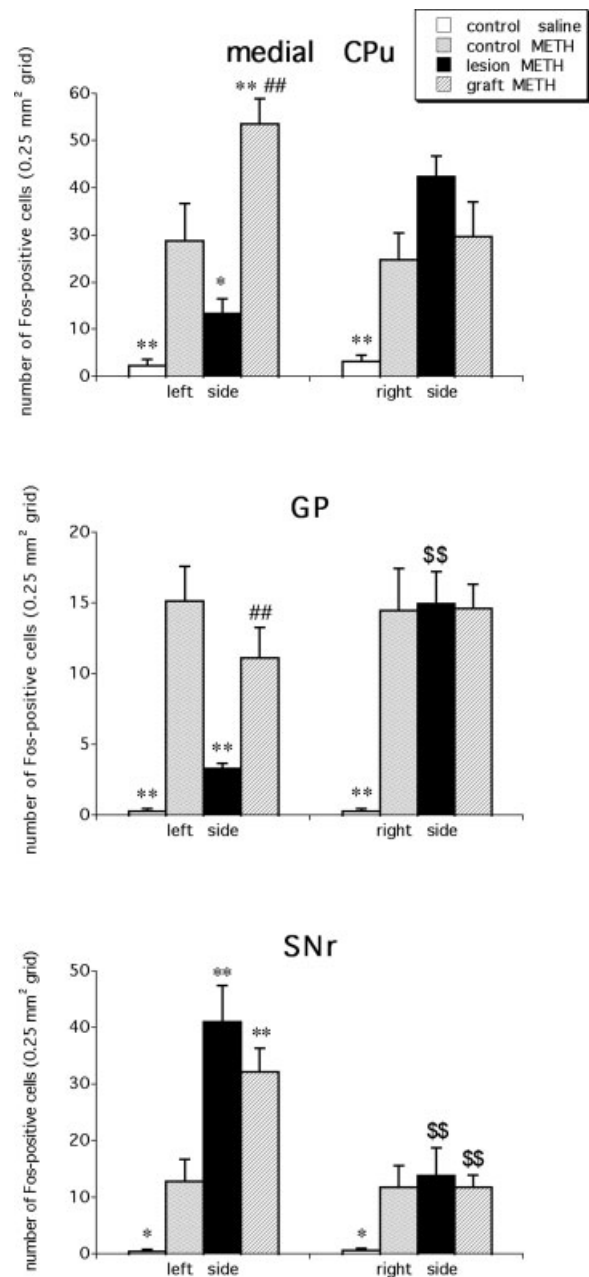 control saline
control METH
lesion METH
graft METH
medial CPu
number of Fos-positive cells (0.25 mm² grid)
60
50
40
30
20
10
0
** ** * ** ##
**
left side right side
GP
number of Fos-positive cells (0.25 mm² grid)
20
15
10
5
0
** ** ##
** $$
left side right side
SNr
number of Fos-positive cells (0.25 mm² grid)
50
40
30
20
10
0
* ** **
* $$ $$
left side right side